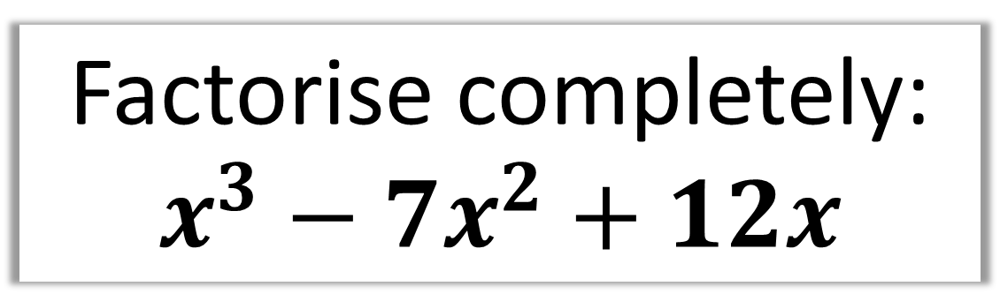 Factorise completely:
x³ − 7x² + 12x